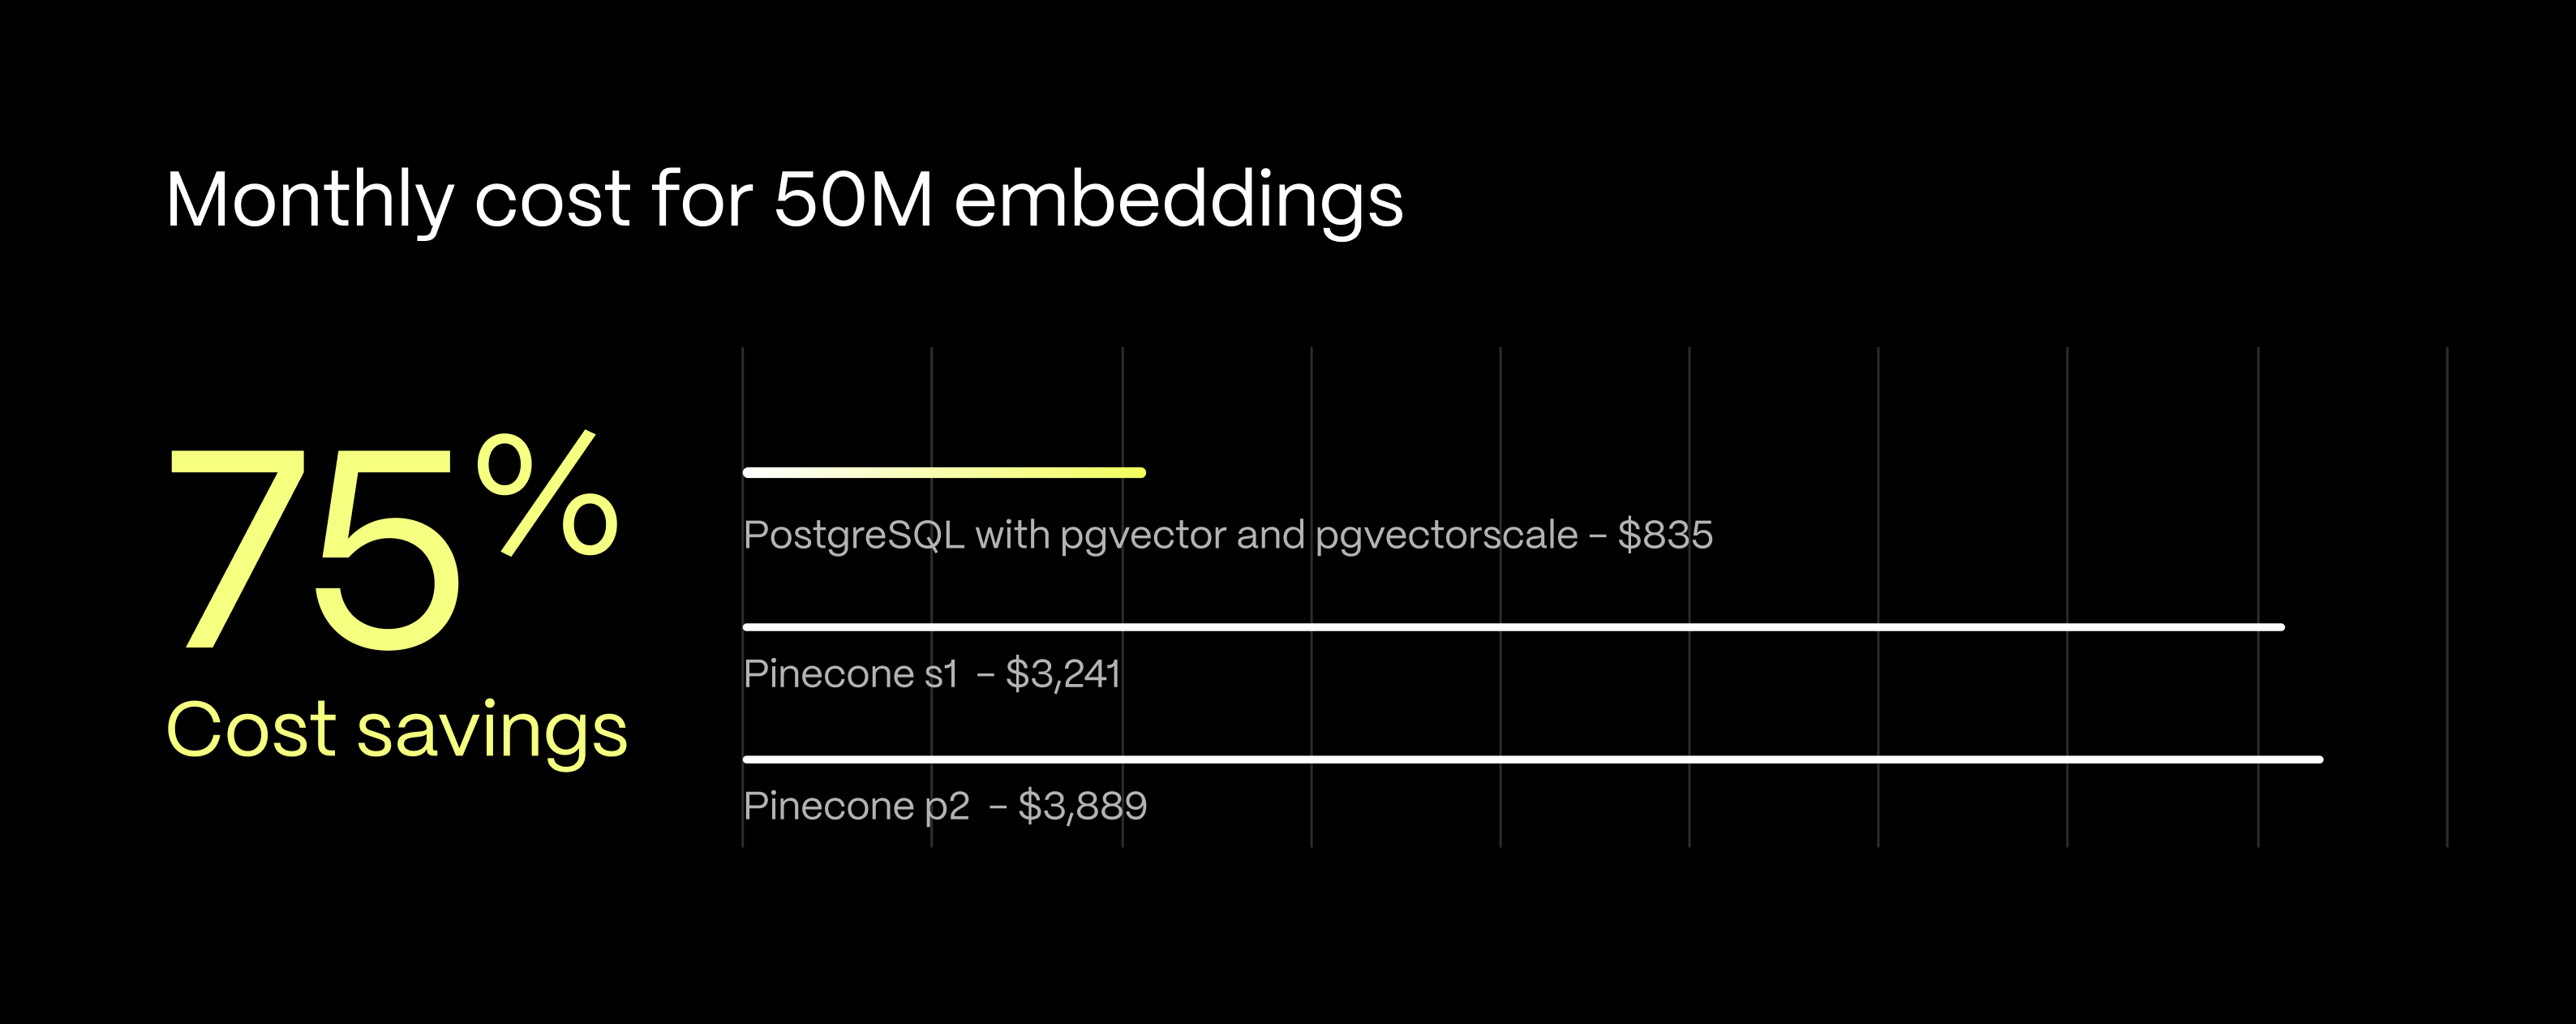 Monthly cost for 50M embeddings
75%
Cost savings
PostgreSQL with pgvector and pgvectorscale – $835
Pinecone s1 – $3,241
Pinecone p2 – $3,889